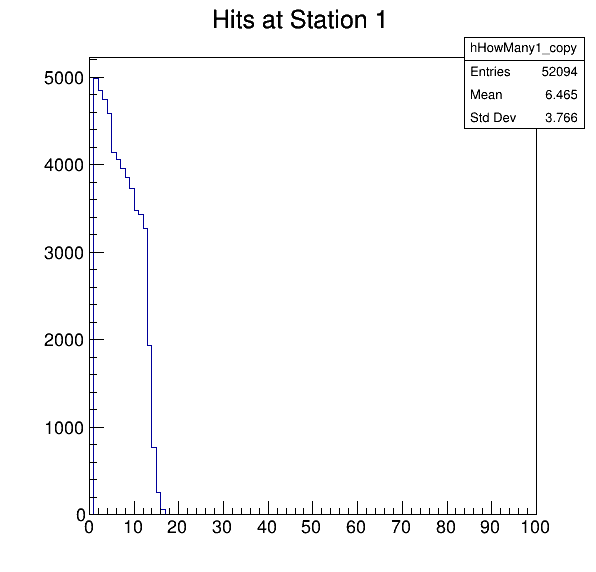 Hits at Station 1
hHowMany1_copy
Entries 52094
Mean 6.465
Std Dev 3.766
5000
4000
3000
2000
1000
0
0 10 20 30 40 50 60 70 80 90 100